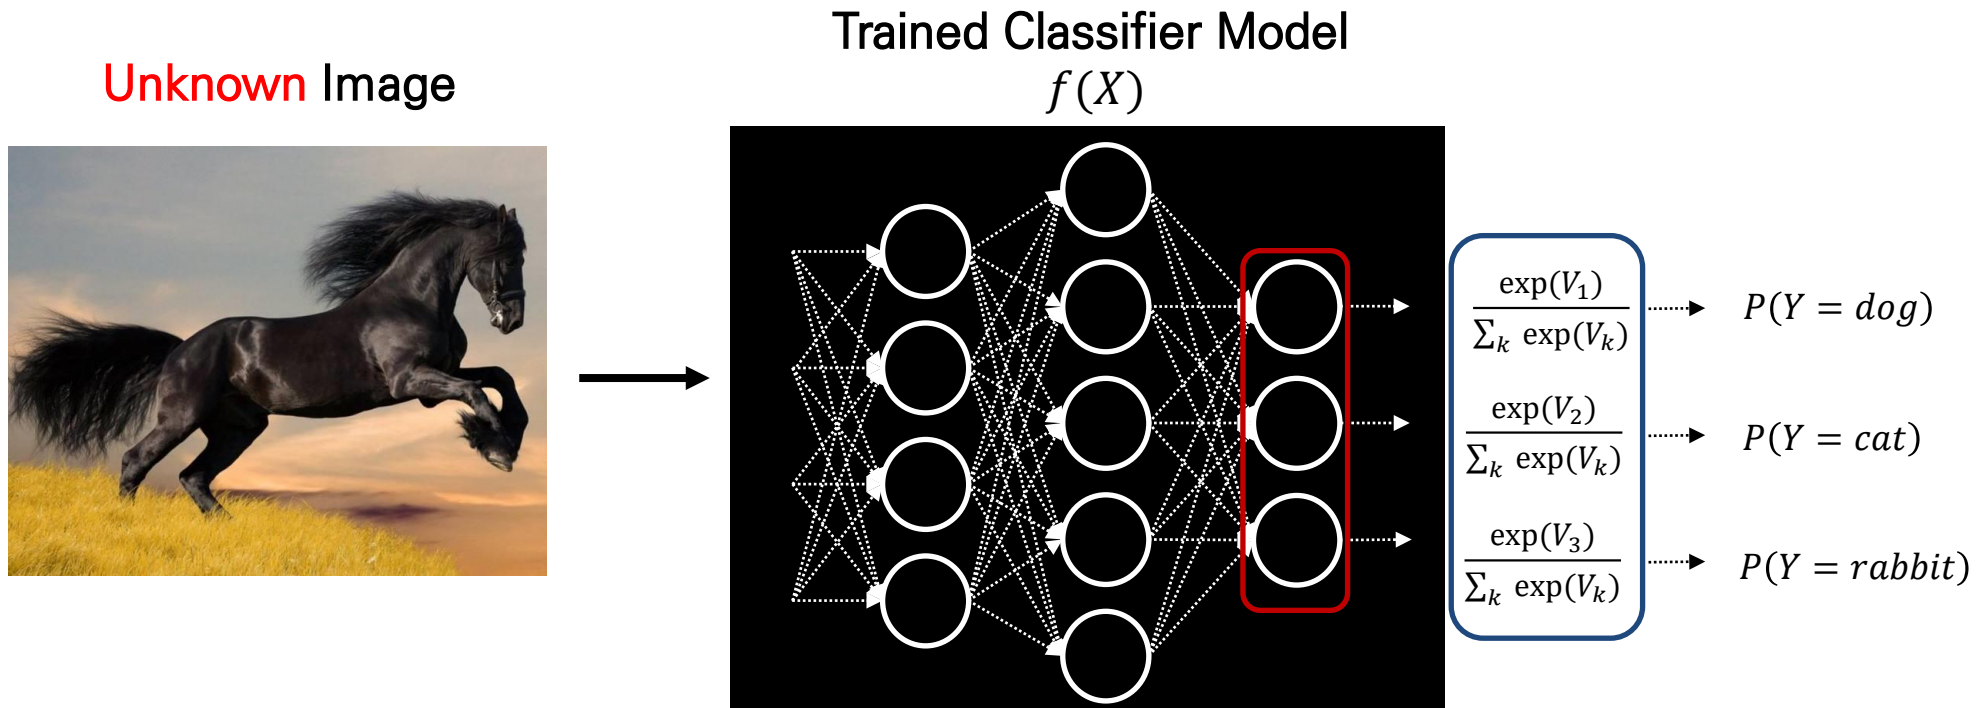 Trained Classifier Model
f(X)
Unknown Image
exp(V₁)
∑ₖ exp(Vₖ)
P(Y = dog)
exp(V₂)
∑ₖ exp(Vₖ)
P(Y = cat)
exp(V₃)
∑ₖ exp(Vₖ)
P(Y = rabbit)